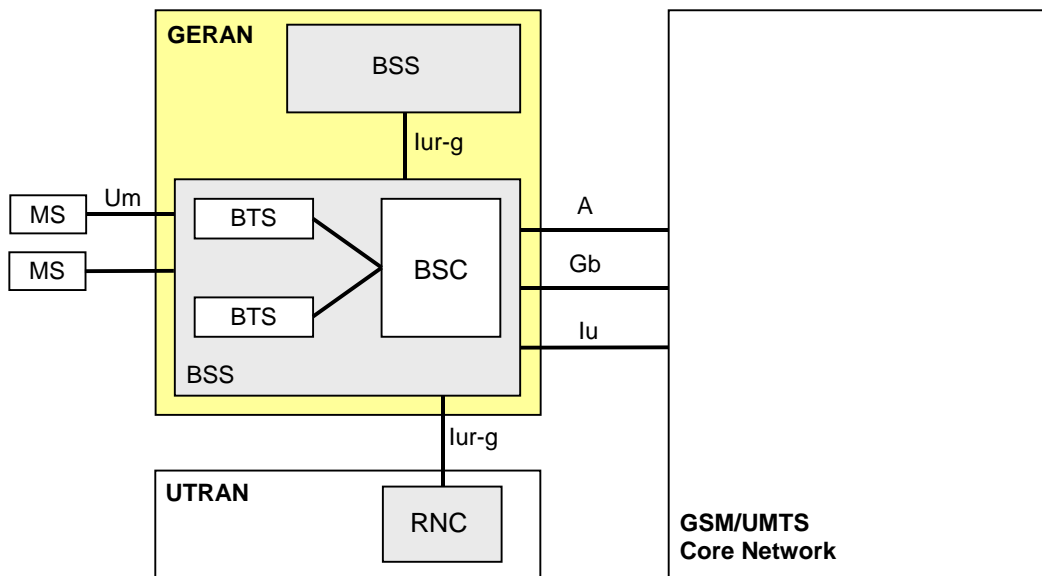 GERAN
BSS
Iur-g
Um
MS
MS
BTS
BTS
BSC
BSS
A
Gb
Iu
Iur-g
UTRAN
RNC
GSM/UMTS
Core Network